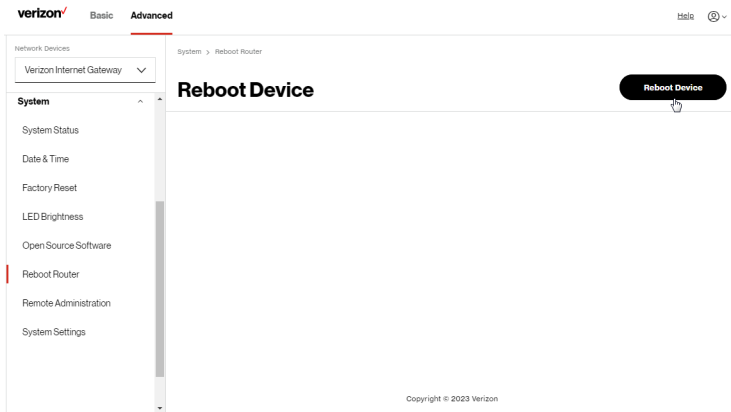 verizon
Basic
Advanced
Help
Network Devices
Verizon Internet Gateway
System
System Status
Date & Time
Factory Reset
LED Brightness
Open Source Software
Reboot Router
Remote Administration
System Settings
System > Reboot Router
Reboot Device
Reboot Device
Copyright © 2023 Verizon